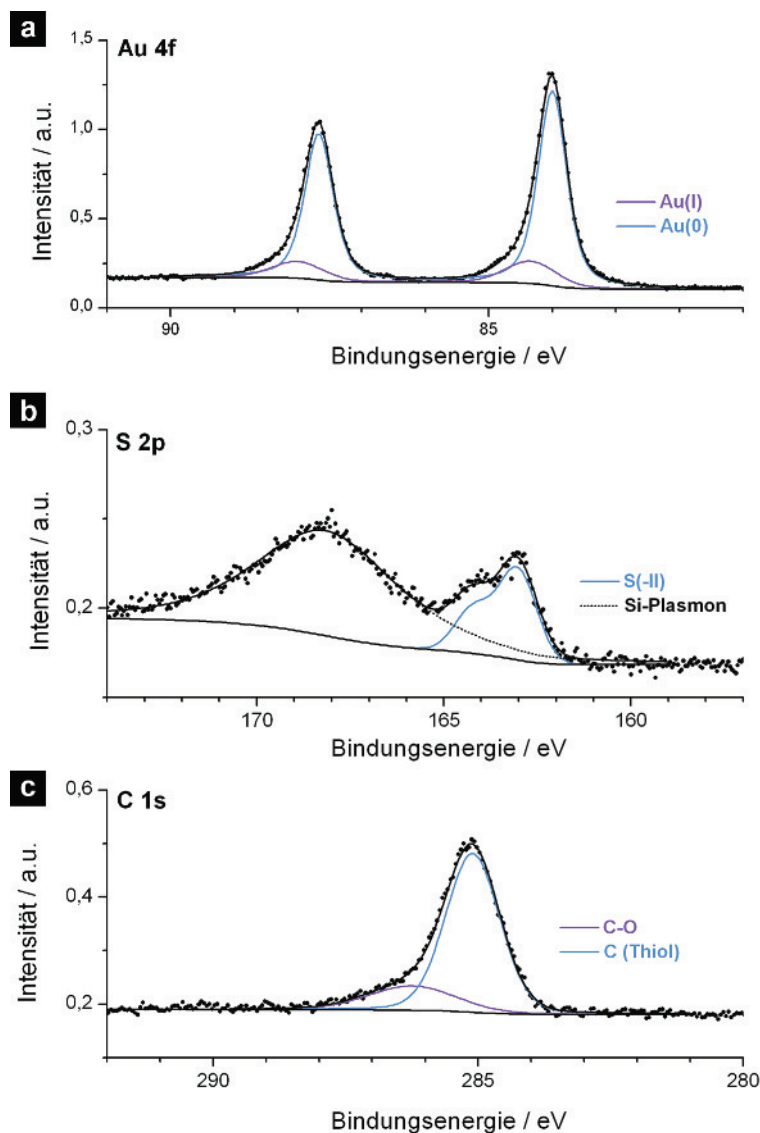 a
Au 4f
1,5
1,0
0,5
0,0
Intensität / a.u.
Au(I)
Au(0)
90
85
Bindungsenergie / eV
b
S 2p
0,3
0,2
Intensität / a.u.
S(-II)
Si-Plasmon
170
165
160
Bindungsenergie / eV
c
C 1s
0,6
0,4
0,2
Intensität / a.u.
C-O
C (Thiol)
290
285
280
Bindungsenergie / eV